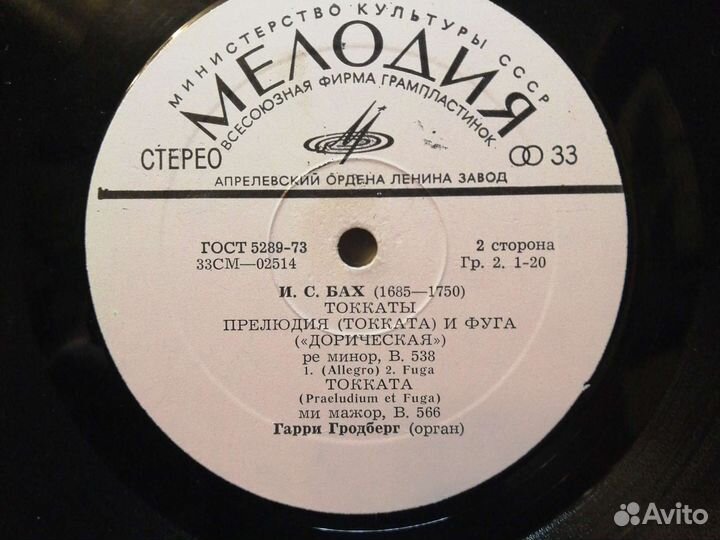 МИНИСТЕРСТВО КУЛЬТУРЫ СССР
МЕЛОДИЯ
ВСЕСОЮЗНАЯ ФИРМА ГРАМПЛАСТИНОК
СТЕРЕО
33
АПРЕЛЕВСКИЙ ОРДЕНА ЛЕНИНА ЗАВОД
ГОСТ 5289-73
2 сторона
33СМ—02514
Гр. 2. 1-20
И. С. БАХ (1685—1750)
ТОККАТЫ
ПРЕЛЮДИЯ (ТОККАТА) И ФУГА
(«ДОРИЧЕСКАЯ»)
ре минор, В. 538
1. (Allegro) 2. Fuga
ТОККАТА
(Praeludium et Fuga)
ми мажор, В. 566
Гарри Гродберг (орган)
Avito